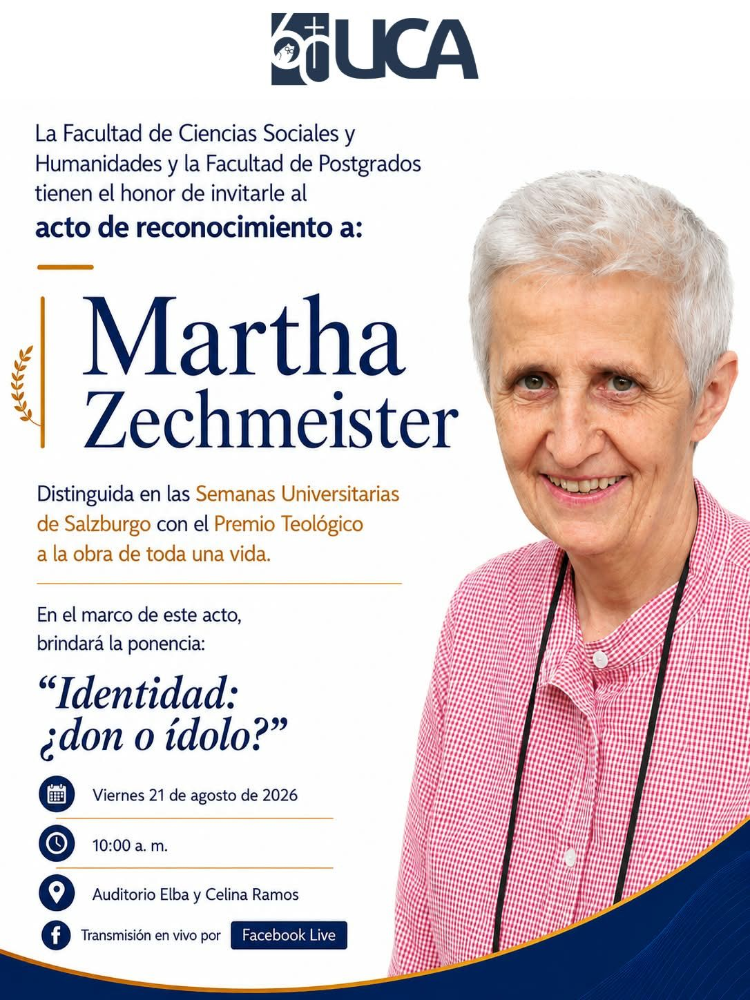 60 UCA
La Facultad de Ciencias Sociales y
Humanidades y la Facultad de Postgrados
tienen el honor de invitarle al
acto de reconocimiento a:
Martha
Zechmeister
Distinguida en las Semanas Universitarias
de Salzburgo con el Premio Teológico
a la obra de toda una vida.
En el marco de este acto,
brindará la ponencia:
“Identidad:
¿don o ídolo?”
Viernes 21 de agosto de 2026
10:00 a. m.
Auditorio Elba y Celina Ramos
Transmisión en vivo por Facebook Live